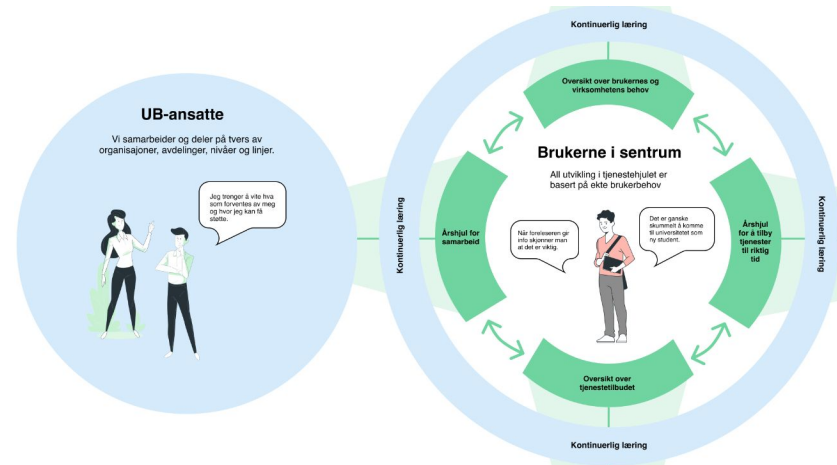 UB-ansatte
Vi samarbeider og deler på tvers av
organisajoner, avdelinger, nivåer og linjer.
Jeg trenger å vite hva
som forventes av meg
og hvor jeg kan få
støtte.
Kontinuerlig læring
Oversikt over brukernes og
virksomhetens behov
Brukerne i sentrum
All utvikling i tjenestehjulet er
basert på ekte brukerbehov
Kontinuerlig læring
Årshjul for
samarbeid
Når foreleseren gir
info skjønner man
at det er viktig.
Det er ganske
skummelt å komme
til universitetet som
ny student.
Årshjul
for å tilby
tjenester
til riktig
tid
Kontinuerlig læring
Oversikt over
tjenestetilbudet
Kontinuerlig læring